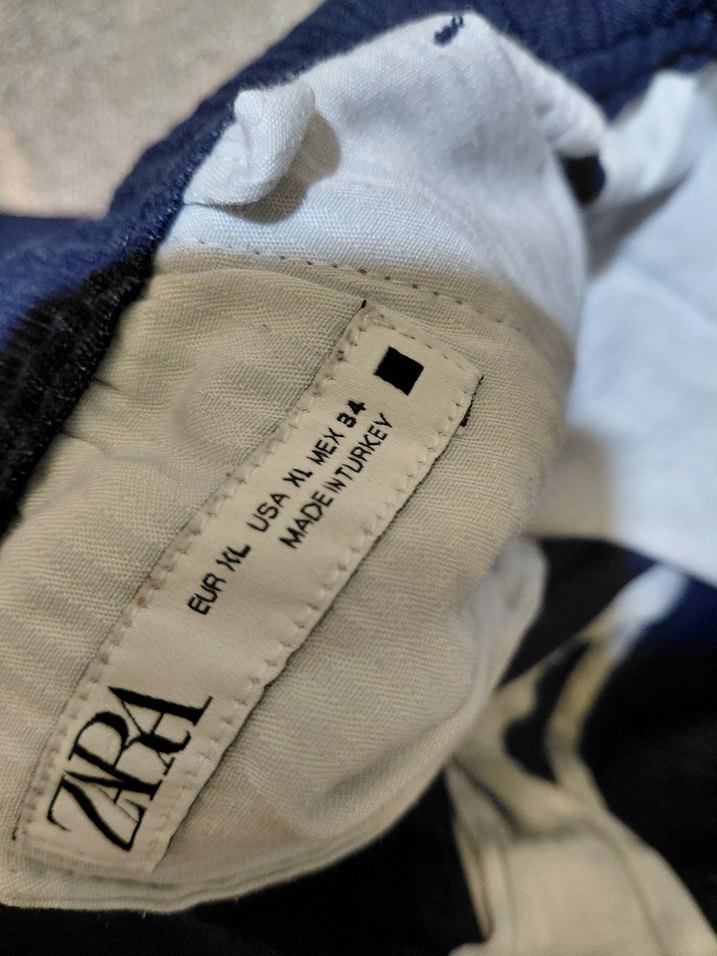 ZARA
EUR XL USA XL MEX 34
MADE IN TURKEY